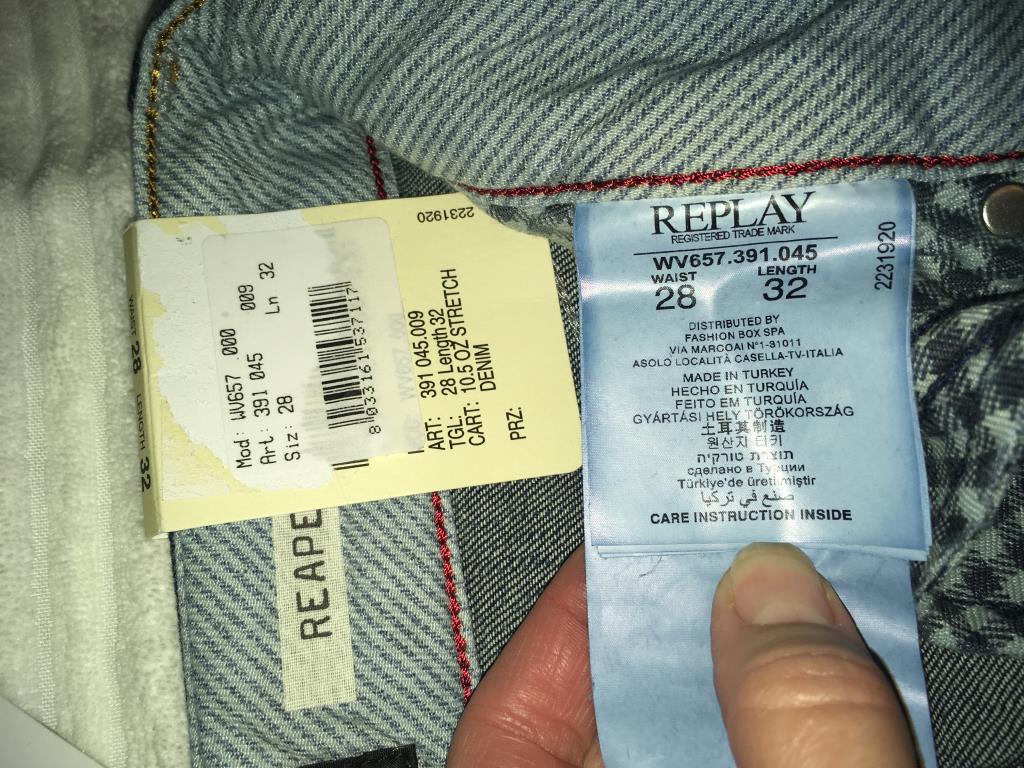 WAIST 28 LENGTH 32
2231920
Mod: WV657 000 009
Art: 391 045 Ln 32
Siz: 28
8 033161 537117
ART: 391 045.009
TGL: 28 Length 32
CART: 10.5 OZ STRETCH
DENIM
PRZ:
REAPE
REPLAY
REGISTERED TRADE MARK
WV657.391.045
WAIST LENGTH
28 32
2231920
DISTRIBUTED BY
FASHION BOX SPA
VIA MARCOAI N°1-31011
ASOLO LOCALITÀ CASELLA-TV-ITALIA
MADE IN TURKEY
HECHO EN TURQUÍA
FEITO EM TURQUÍA
GYÁRTÁSI HELY TÖRÖKORSZÁG
土耳其制造
원산지 터키
תוצרת טורקיה
сделано в Турции
Türkiye'de üretilmiştir
صنع في تركيا
CARE INSTRUCTION INSIDE